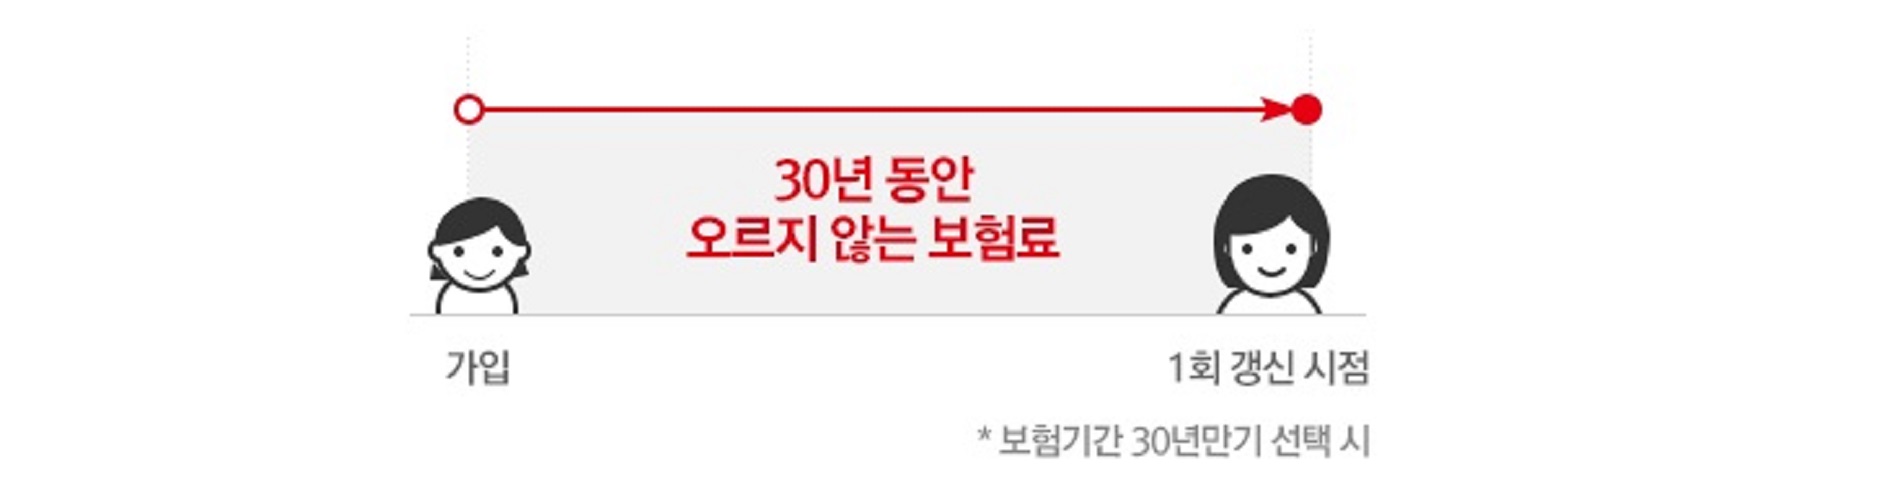 30년 동안
오르지 않는 보험료
가입
1회 갱신 시점
* 보험기간 30년만기 선택 시